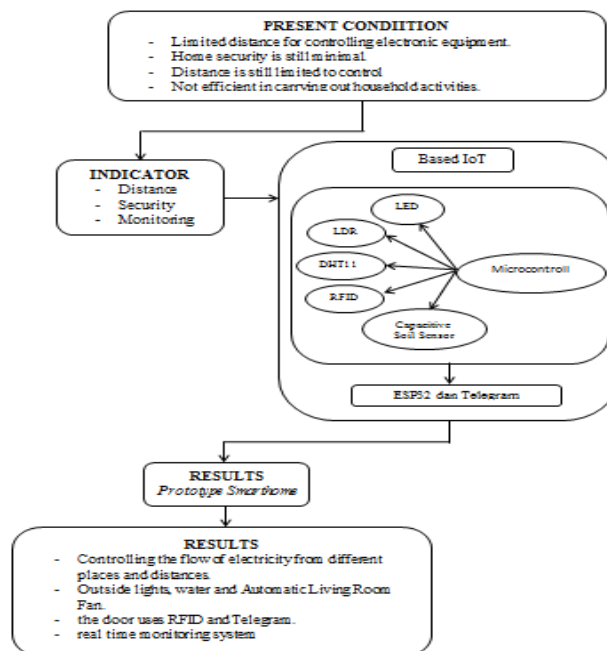 PRESENT CONDIITION
- Limited distance for controlling electronic equipment.
- Home security is still minimal.
- Distance is still limited to control
- Not efficient in carrying out household activities.
INDICATOR
- Distance
- Security
- Monitoring
Based IoT
LED
LDR
DHT11
RFID
Microcontroll
Capacitive
Soil Sensor
ESP32 dan Telegram
RESULTS
Prototype Smarthome
RESULTS
- Controlling the flow of electricity from different
places and distances.
- Outside lights, water and Automatic Living Room
Fan.
- the door uses RFID and Telegram.
- real time monitoring system